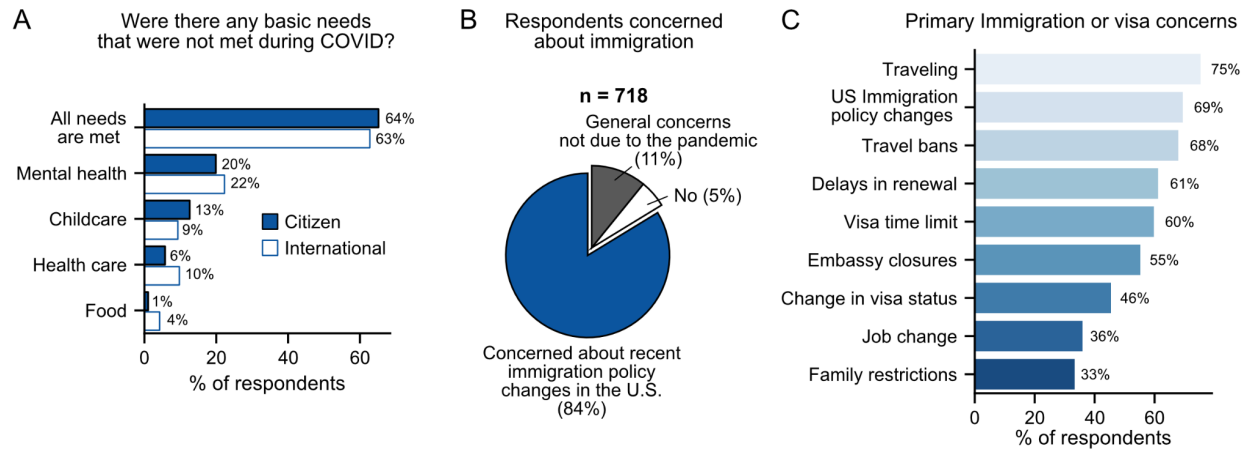 A
Were there any basic needs
that were not met during COVID?
All needs
are met
64%
63%
Mental health
20%
22%
Childcare
13%
9%
Health care
6%
10%
Food
1%
4%
Citizen
International
0
20
40
60
% of respondents
B
Respondents concerned
about immigration
n = 718
General concerns
not due to the pandemic
(11%)
No (5%)
Concerned about recent
immigration policy
changes in the U.S.
(84%)
C
Primary Immigration or visa concerns
Traveling
75%
US Immigration
policy changes
69%
Travel bans
68%
Delays in renewal
61%
Visa time limit
60%
Embassy closures
55%
Change in visa status
46%
Job change
36%
Family restrictions
33%
0
20
40
60
% of respondents